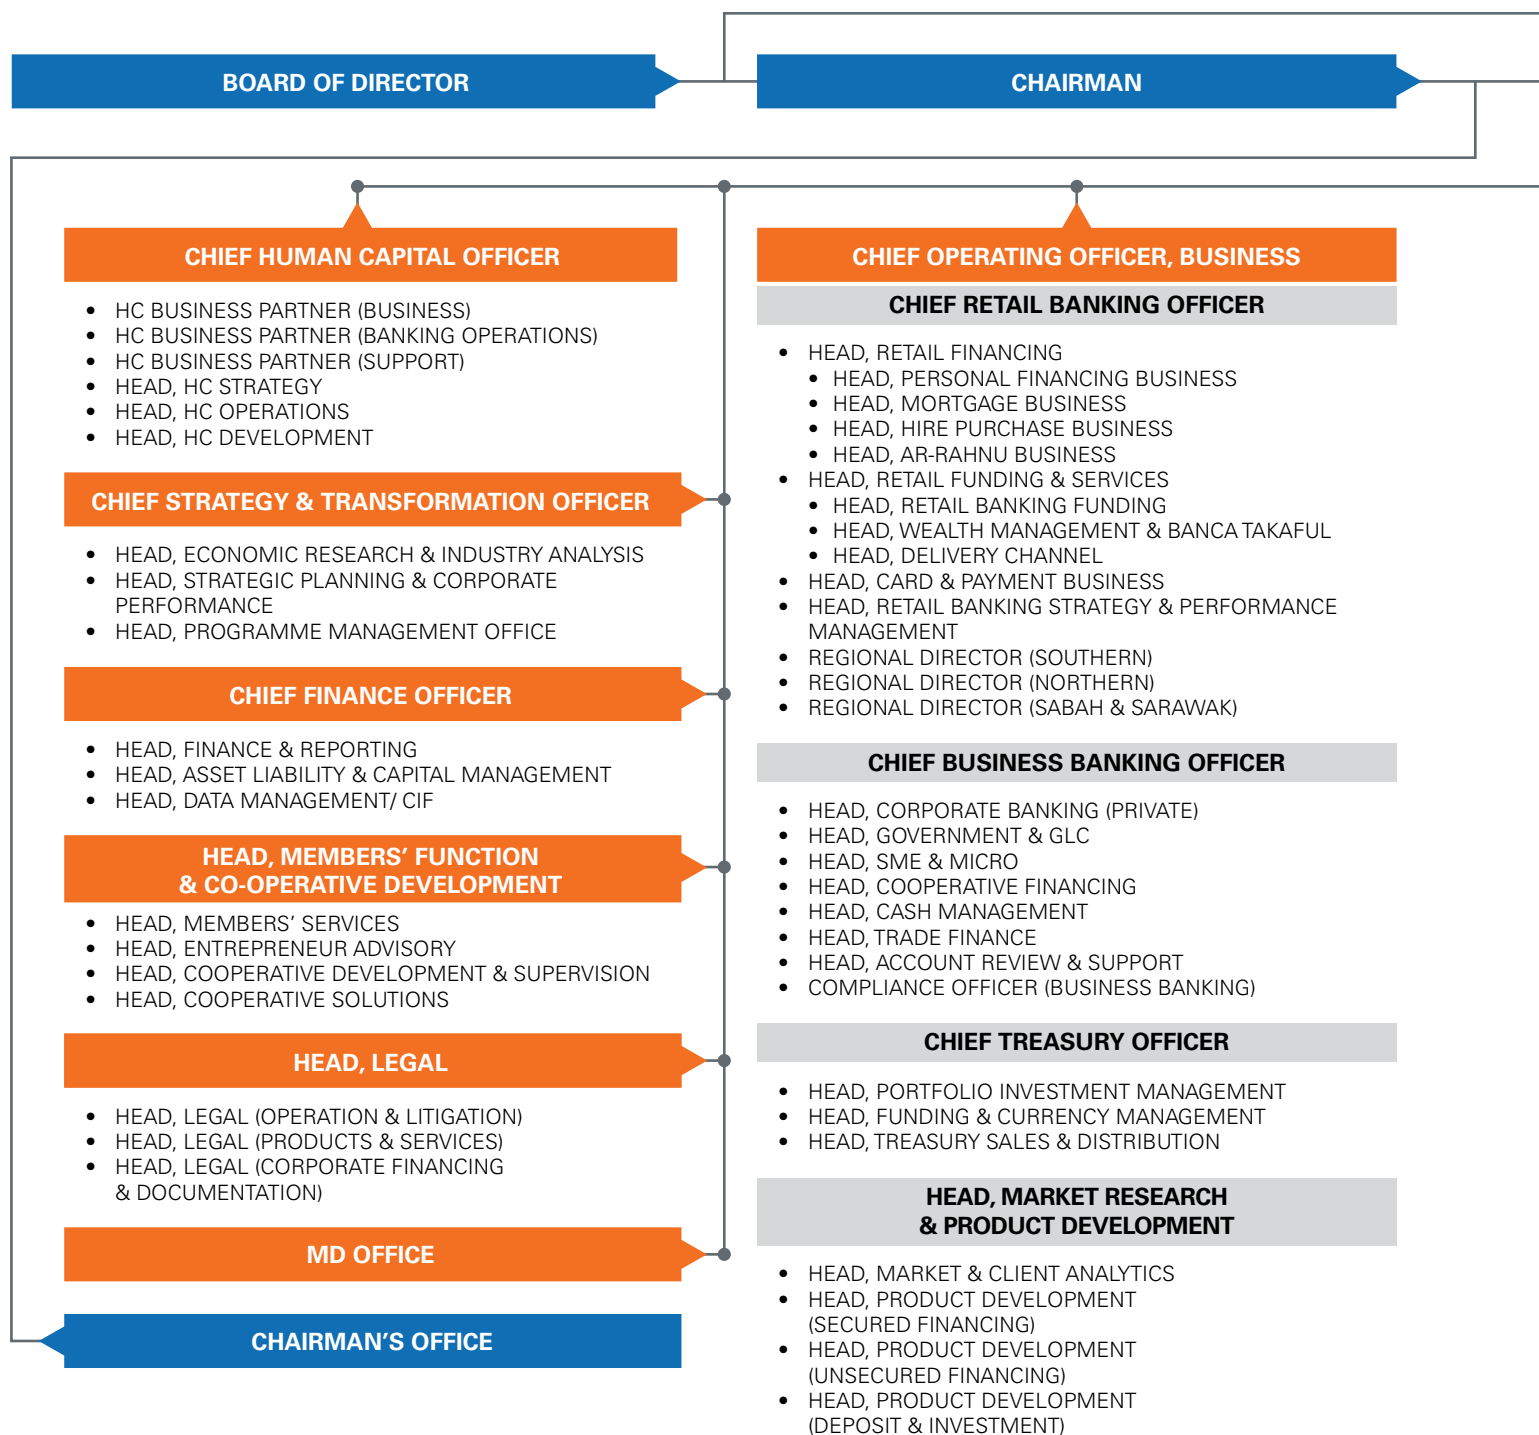 BOARD OF DIRECTOR
CHAIRMAN
CHIEF HUMAN CAPITAL OFFICER
• HC BUSINESS PARTNER (BUSINESS)
• HC BUSINESS PARTNER (BANKING OPERATIONS)
• HC BUSINESS PARTNER (SUPPORT)
• HEAD, HC STRATEGY
• HEAD, HC OPERATIONS
• HEAD, HC DEVELOPMENT
CHIEF STRATEGY & TRANSFORMATION OFFICER
• HEAD, ECONOMIC RESEARCH & INDUSTRY ANALYSIS
• HEAD, STRATEGIC PLANNING & CORPORATE
PERFORMANCE
• HEAD, PROGRAMME MANAGEMENT OFFICE
CHIEF FINANCE OFFICER
• HEAD, FINANCE & REPORTING
• HEAD, ASSET LIABILITY & CAPITAL MANAGEMENT
• HEAD, DATA MANAGEMENT/ CIF
HEAD, MEMBERS’ FUNCTION
& CO-OPERATIVE DEVELOPMENT
• HEAD, MEMBERS’ SERVICES
• HEAD, ENTREPRENEUR ADVISORY
• HEAD, COOPERATIVE DEVELOPMENT & SUPERVISION
• HEAD, COOPERATIVE SOLUTIONS
HEAD, LEGAL
• HEAD, LEGAL (OPERATION & LITIGATION)
• HEAD, LEGAL (PRODUCTS & SERVICES)
• HEAD, LEGAL (CORPORATE FINANCING
& DOCUMENTATION)
MD OFFICE
CHAIRMAN’S OFFICE
CHIEF OPERATING OFFICER, BUSINESS
CHIEF RETAIL BANKING OFFICER
• HEAD, RETAIL FINANCING
• HEAD, PERSONAL FINANCING BUSINESS
• HEAD, MORTGAGE BUSINESS
• HEAD, HIRE PURCHASE BUSINESS
• HEAD, AR-RAHNU BUSINESS
• HEAD, RETAIL FUNDING & SERVICES
• HEAD, RETAIL BANKING FUNDING
• HEAD, WEALTH MANAGEMENT & BANCA TAKAFUL
• HEAD, DELIVERY CHANNEL
• HEAD, CARD & PAYMENT BUSINESS
• HEAD, RETAIL BANKING STRATEGY & PERFORMANCE
MANAGEMENT
• REGIONAL DIRECTOR (SOUTHERN)
• REGIONAL DIRECTOR (NORTHERN)
• REGIONAL DIRECTOR (SABAH & SARAWAK)
CHIEF BUSINESS BANKING OFFICER
• HEAD, CORPORATE BANKING (PRIVATE)
• HEAD, GOVERNMENT & GLC
• HEAD, SME & MICRO
• HEAD, COOPERATIVE FINANCING
• HEAD, CASH MANAGEMENT
• HEAD, TRADE FINANCE
• HEAD, ACCOUNT REVIEW & SUPPORT
• COMPLIANCE OFFICER (BUSINESS BANKING)
CHIEF TREASURY OFFICER
• HEAD, PORTFOLIO INVESTMENT MANAGEMENT
• HEAD, FUNDING & CURRENCY MANAGEMENT
• HEAD, TREASURY SALES & DISTRIBUTION
HEAD, MARKET RESEARCH
& PRODUCT DEVELOPMENT
• HEAD, MARKET & CLIENT ANALYTICS
• HEAD, PRODUCT DEVELOPMENT
(SECURED FINANCING)
• HEAD, PRODUCT DEVELOPMENT
(UNSECURED FINANCING)
• HEAD, PRODUCT DEVELOPMENT
(DEPOSIT & INVESTMENT)